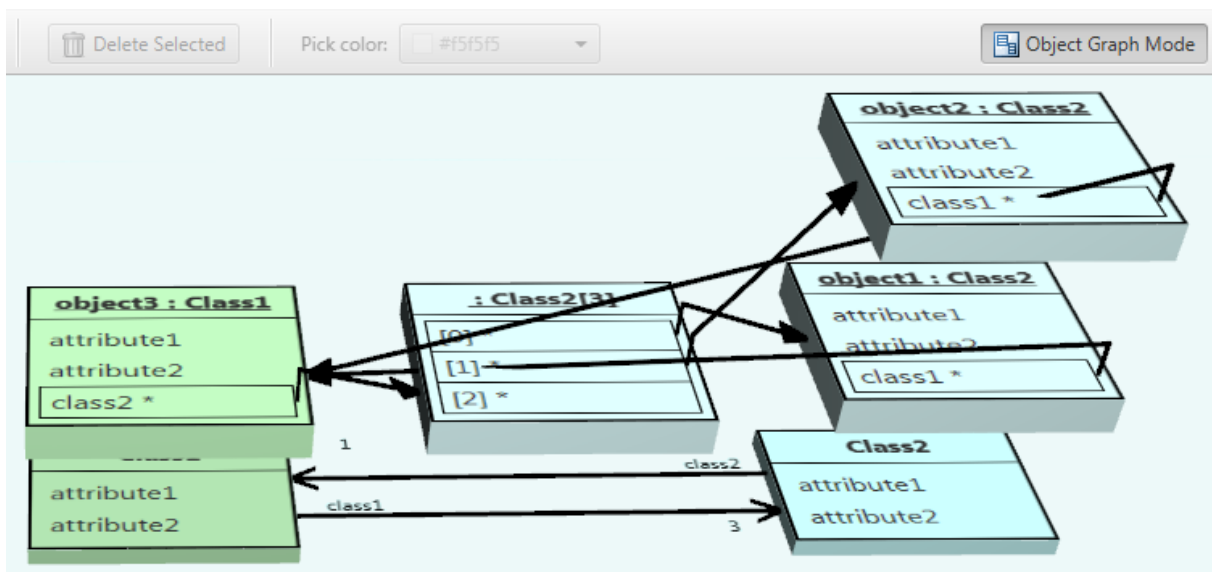 Delete Selected
Pick color:
#f5f5f5
Object Graph Mode
object2 : Class2
attribute1
attribute2
class1 *
object3 : Class1
attribute1
attribute2
class2 *
: Class2[3]
[0] *
[1] *
[2] *
object1 : Class2
attribute1
attribute2
class1 *
1
attribute1
attribute2
class2
class1
3
Class2
attribute1
attribute2